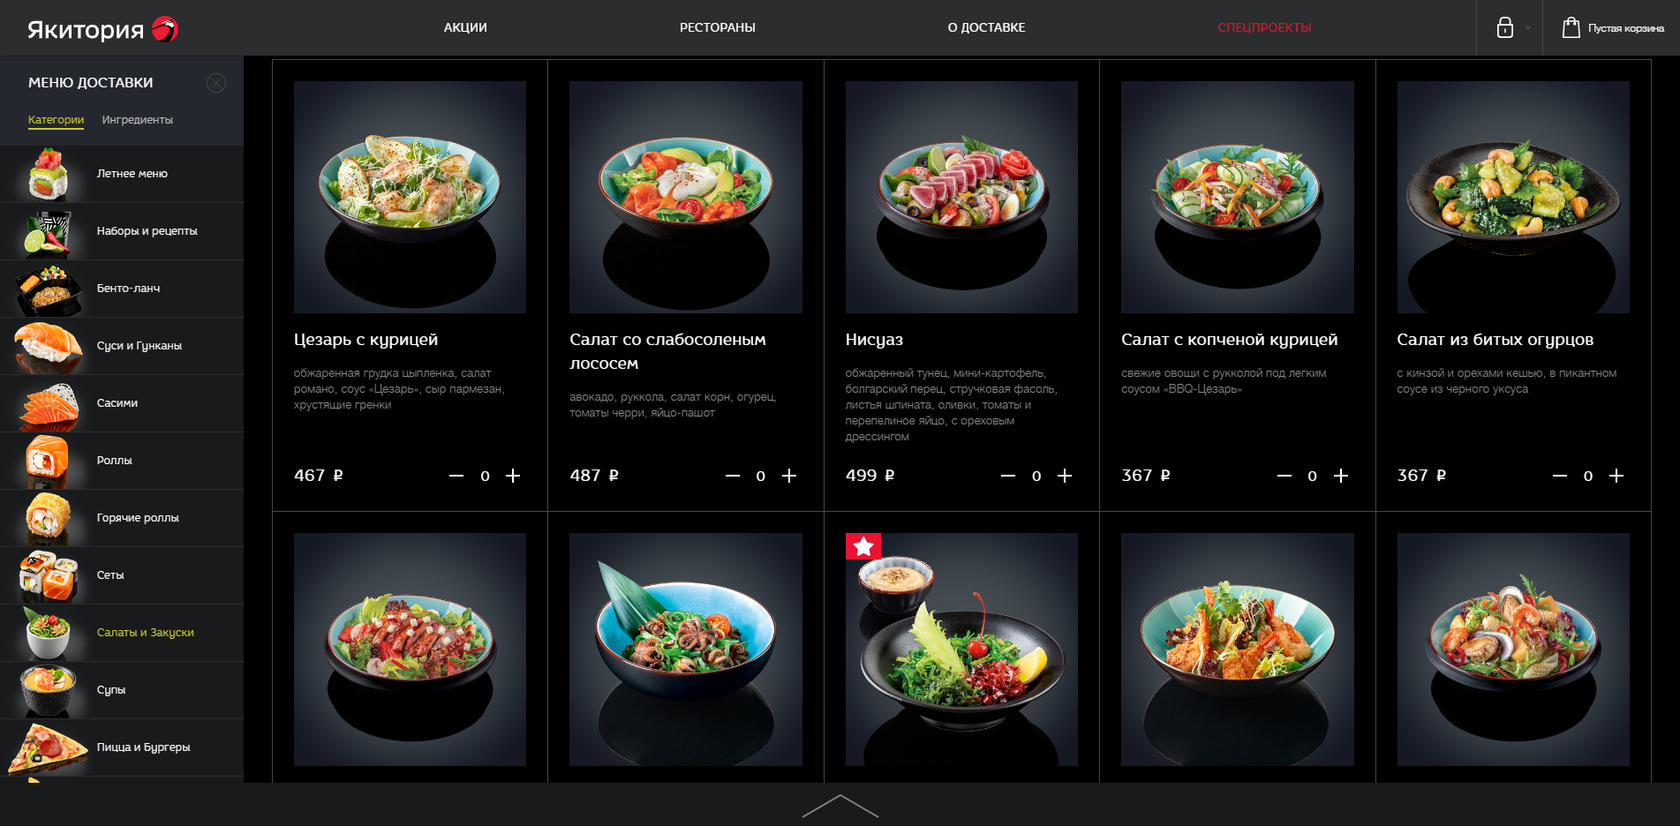 Якитория
АКЦИИ
РЕСТОРАНЫ
О ДОСТАВКЕ
СПЕЦПРОЕКТЫ
Пустая корзина
МЕНЮ ДОСТАВКИ
Категории
Ингредиенты
Летнее меню
Наборы и рецепты
Бенто-ланч
Суси и Гунканы
Сасими
Роллы
Горячие роллы
Сеты
Салаты и Закуски
Супы
Пицца и Бургеры
Цезарь с курицей
обжаренная грудка цыпленка, салат
романо, соус «Цезарь», сыр пармезан,
хрустящие гренки
467 ₽
0
Салат со слабосоленым
лососем
авокадо, руккола, салат корн, огурец,
томаты черри, яйцо-пашот
487 ₽
0
Нисуаз
обжаренный тунец, мини-картофель,
болгарский перец, стручковая фасоль,
листья шпината, оливки, томаты и
перепелиное яйцо, с ореховым
дрессингом
499 ₽
0
Салат с копченой курицей
свежие овощи с рукколой под легким
соусом «BBQ-Цезарь»
367 ₽
0
Салат из битых огурцов
с кинзой и орехами кешью, в пикантном
соусе из черного уксуса
367 ₽
0